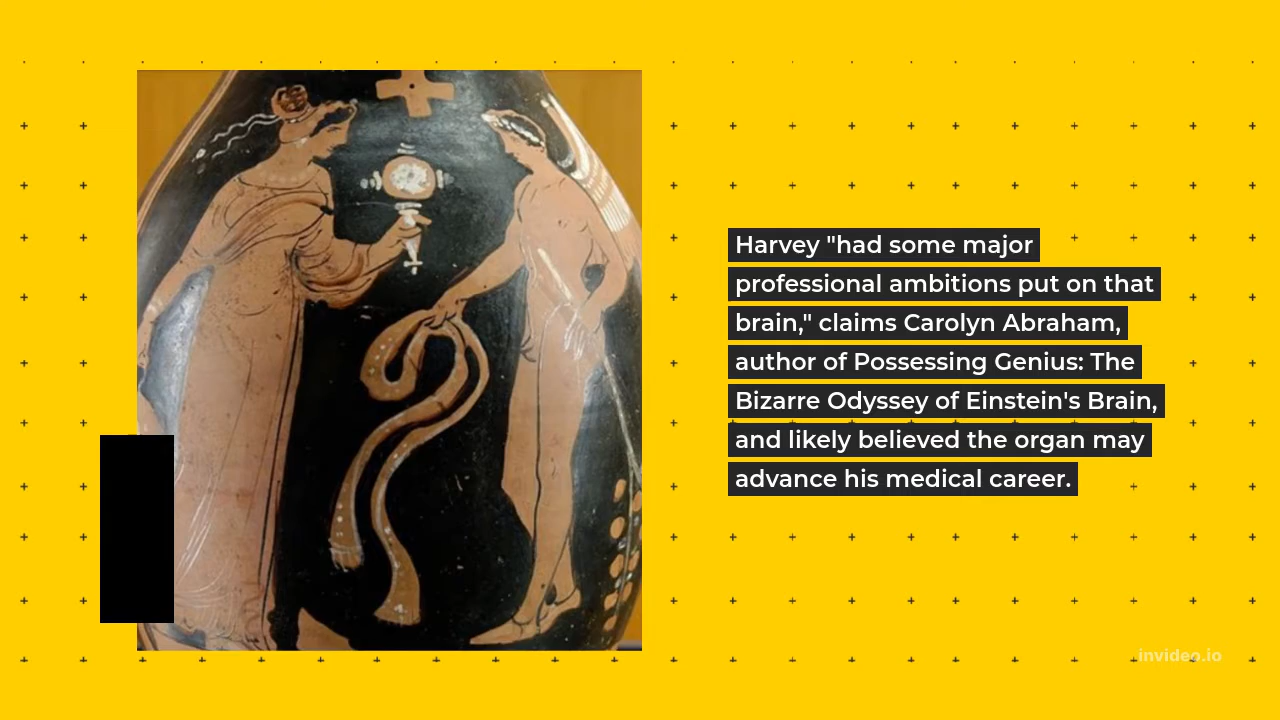 Harvey "had some major
professional ambitions put on that
brain," claims Carolyn Abraham,
author of Possessing Genius: The
Bizarre Odyssey of Einstein's Brain,
and likely believed the organ may
advance his medical career.
invideo.io